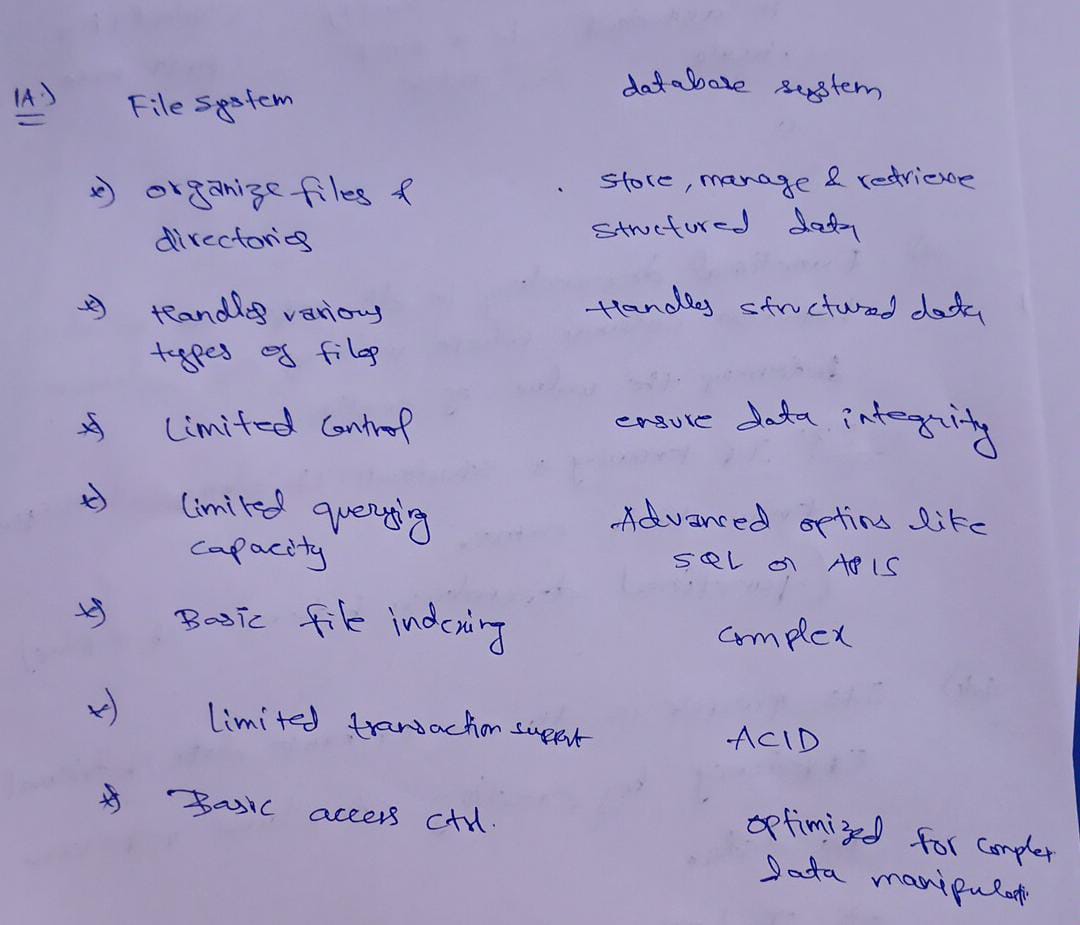 1A.) File system database system
*) organize files & store, manage & retrieve
directories structured data
*) Handles various Handles structured data
types of files
*) Limited Control ensure data integrity
*) Limited querying Advanced options like
capacity SQL or APIS
*) Basic file indexing complex
*) Limited transaction support ACID
*) Basic access ctrl. optimized for complex
data manipulati